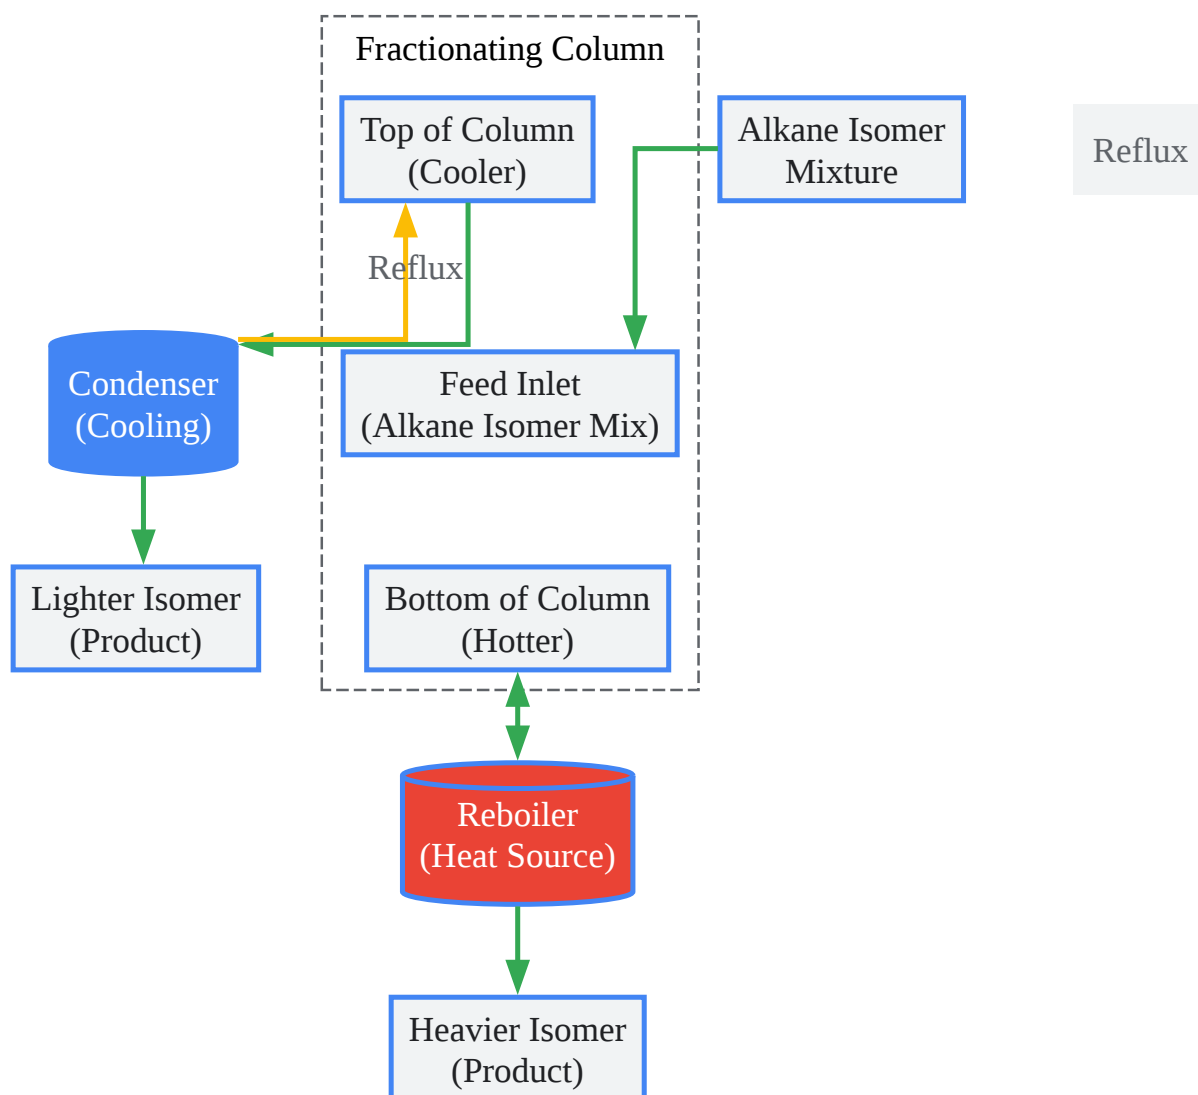 Fractionating Column
Top of Column
(Cooler)
Alkane Isomer
Mixture
Reflux
Reflux
Condenser
(Cooling)
Feed Inlet
(Alkane Isomer Mix)
Lighter Isomer
(Product)
Bottom of Column
(Hotter)
Reboiler
(Heat Source)
Heavier Isomer
(Product)